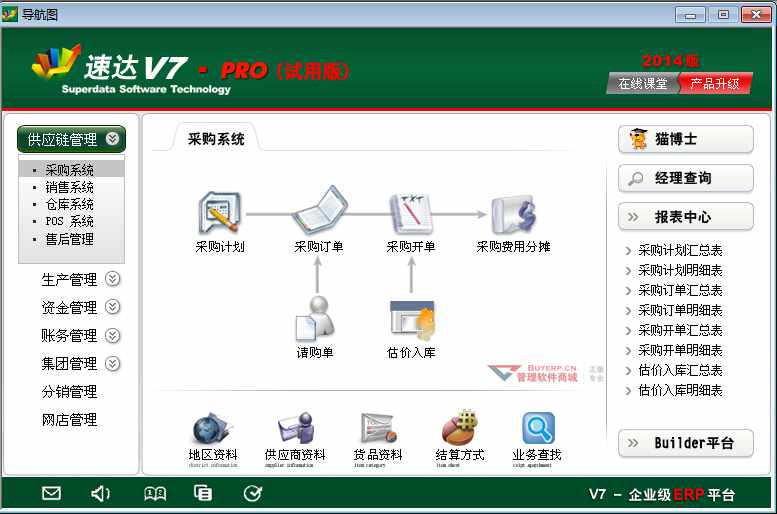 导航图
速达V7 · PRO (试用版)
Superdata Software Technology
2014版
在线课堂 产品升级
供应链管理
采购系统
销售系统
仓库系统
POS 系统
售后管理
生产管理
资金管理
账务管理
集团管理
分销管理
网店管理
采购系统
采购计划
采购订单
采购开单
采购费用分摊
请购单
估价入库
BUYERP.CN
管理软件商城
正版
专业
地区资料
district infomation
供应商资料
supplier infomation
货品资料
item category
结算方式
item sheet
业务查找
猫博士
经理查询
报表中心
采购计划汇总表
采购计划明细表
采购订单汇总表
采购订单明细表
采购开单汇总表
采购开单明细表
估价入库汇总表
估价入库明细表
Builder平台
V7 - 企业级ERP平台